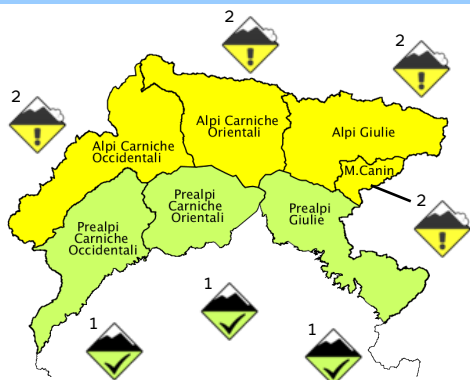 2
2
2
Alpi Carniche
Orientali
Alpi Giulie
Alpi Carniche
Occidentali
M.Canin
2
Prealpi
Carniche
Orientali
Prealpi
Giulie
Prealpi
Carniche
Occidentali
1
1
1